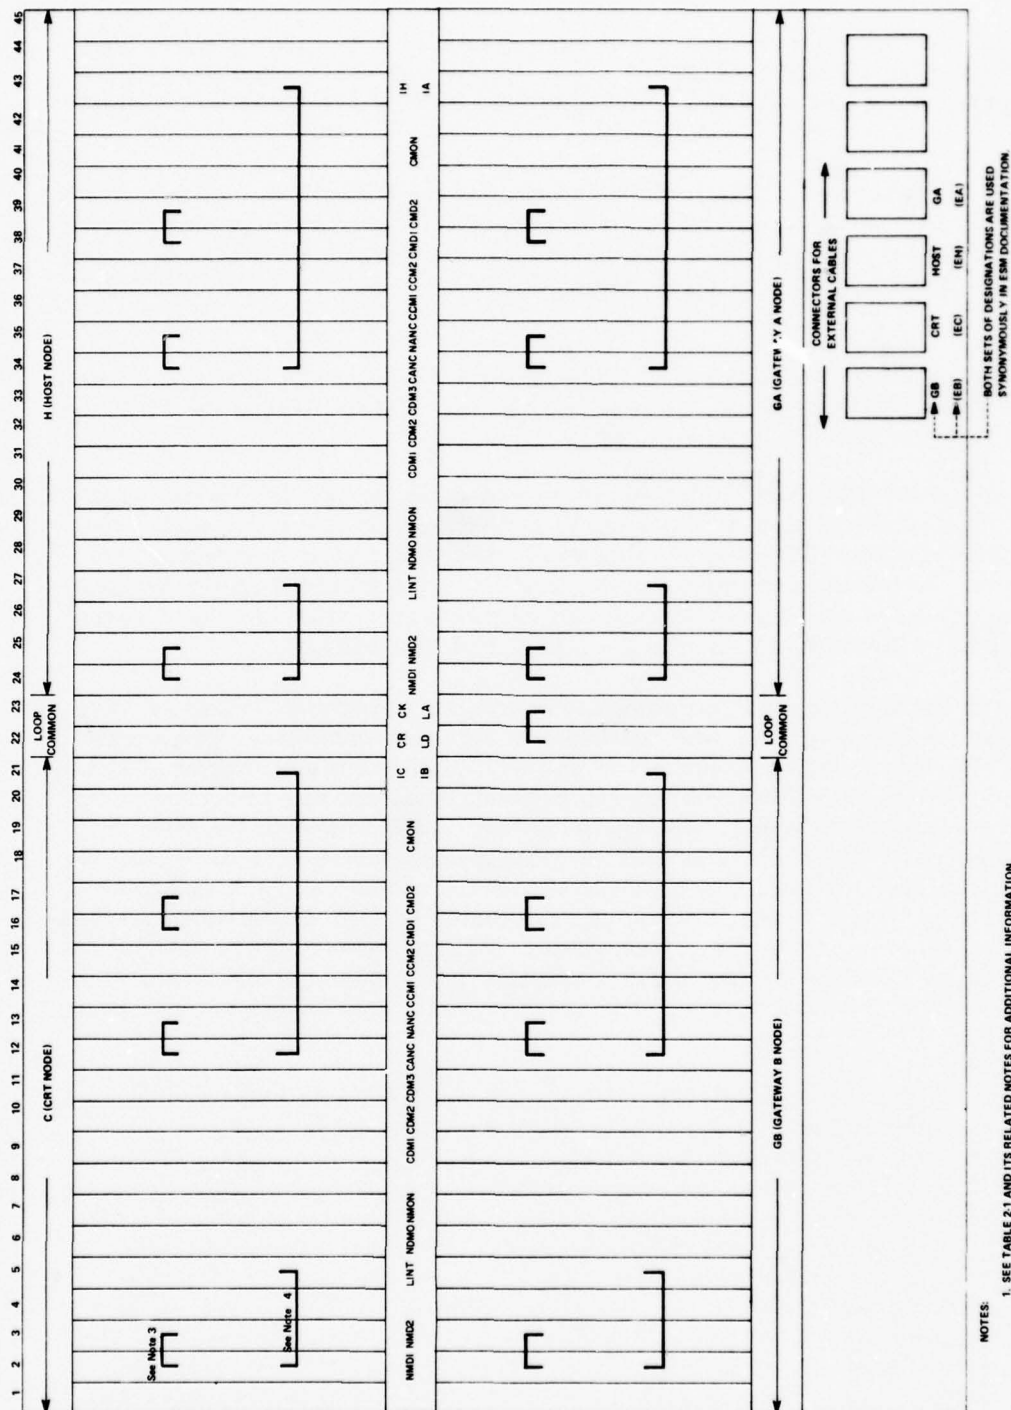 1 2 3 4 5 6 7 8 9 10 11 12 13 14 15 16 17 18 19 20 21 22 23 24 25 26 27 28 29 30 31 32 33 34 35 36 37 38 39 40 41 42 43 44 45
C (CRT NODE)
LOOP
COMMON
H (HOST NODE)
See Note 3
See Note 4
NMD1 NMD2 LINT NDMO NMON CDM1 CDM2 CDM3 CANC NANC CCM1 CCM2 CMD1 CMD2 CMON IC CR CK NMD1 NMD2 LINT NDMO NMON CDM1 CDM2 CDM3 CANC NANC CCM1 CCM2 CMD1 CMD2 CMON IH
IB LD LA IA
GB (GATEWAY B NODE)
LOOP
COMMON
GA (GATEW Y A NODE)
CONNECTORS FOR
EXTERNAL CABLES
GB CRT HOST GA
(EB) (EC) (EH) (EA)
BOTH SETS OF DESIGNATIONS ARE USED
SYNONYMOUSLY IN ESM DOCUMENTATION.
NOTES:
1. SEE TABLE 2-1 AND ITS RELATED NOTES FOR ADDITIONAL INFORMATION